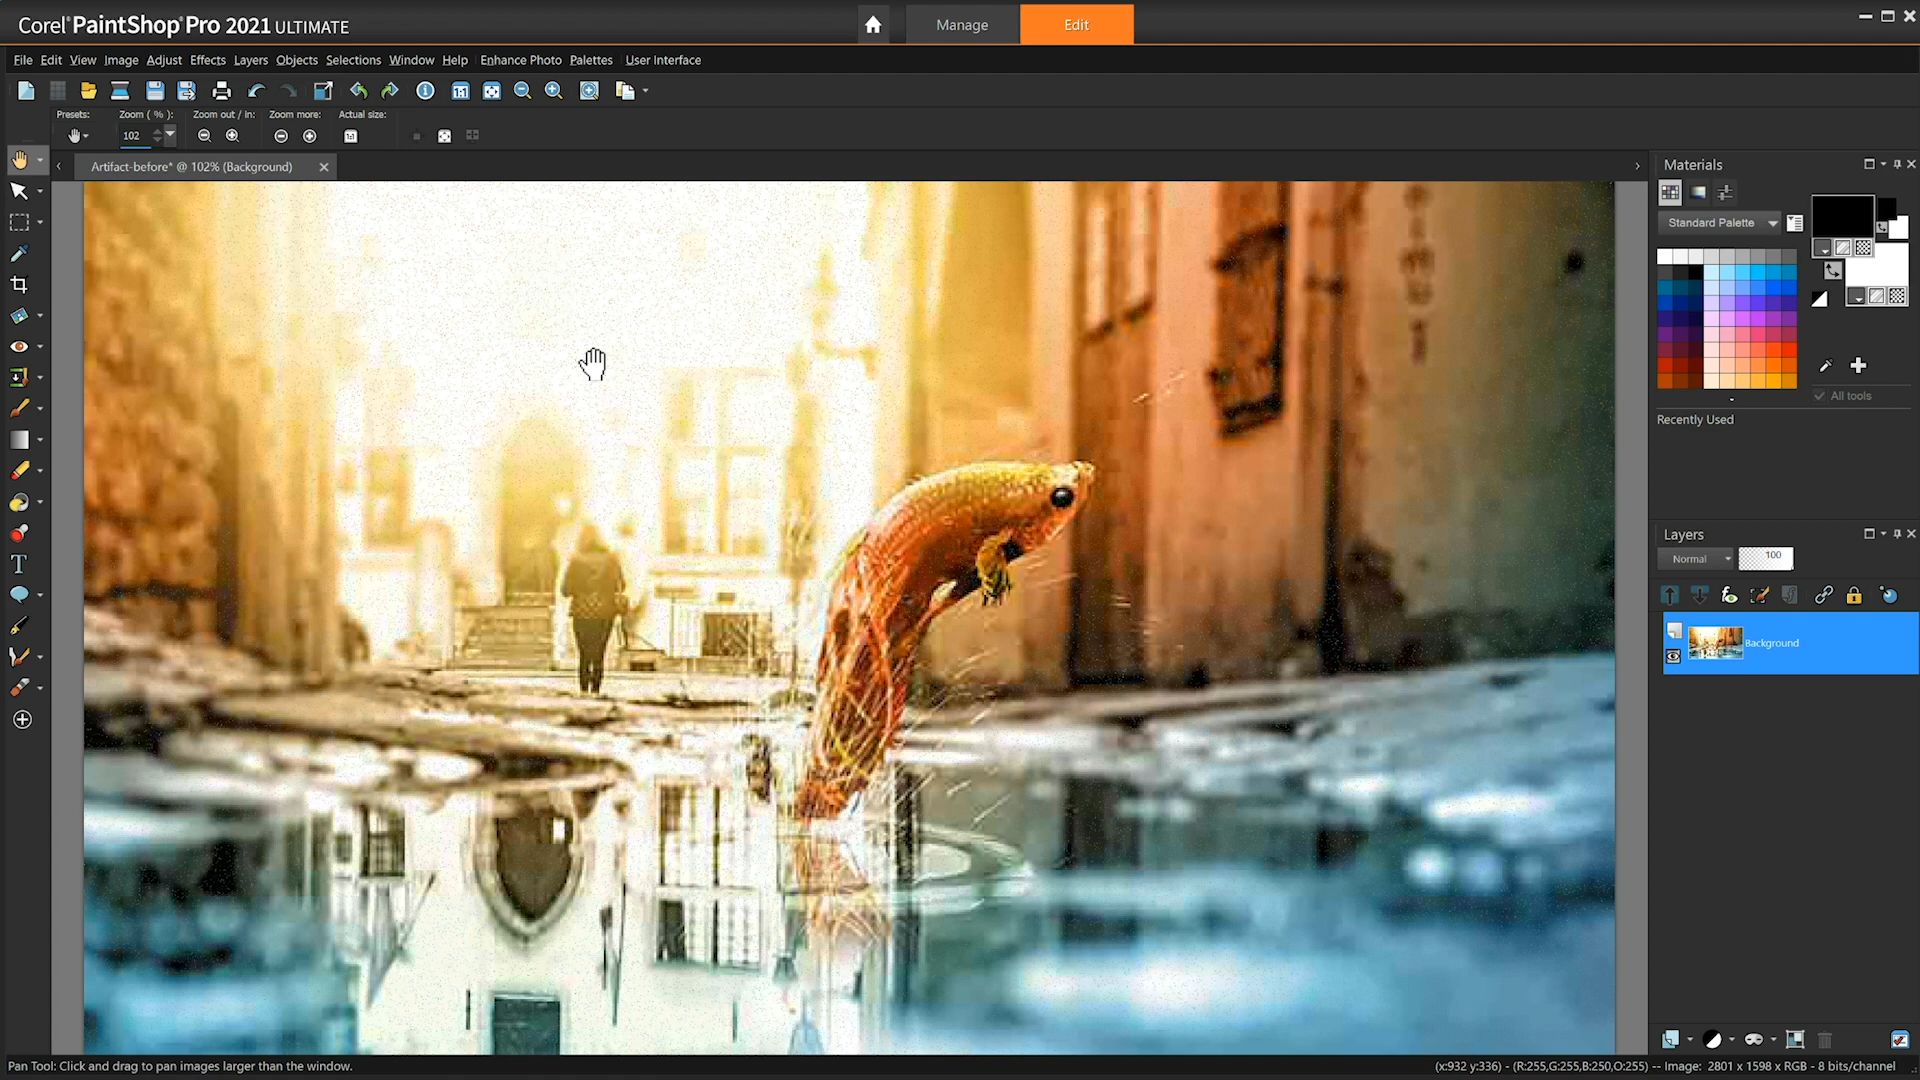 Corel® PaintShop® Pro 2021 ULTIMATE
Manage
Edit
File Edit View Image Adjust Effects Layers Objects Selections Window Help Enhance Photo Palettes User Interface
Presets: Zoom ( % ): Zoom out / In: Zoom more: Actual size:
102
Artifact-before* @ 102% (Background)
Materials
Standard Palette
All tools
Recently Used
Layers
Normal
100
Background
Pan Tool: Click and drag to pan images larger than the window.
(x:932 y:336) - (R:255,G:255,B:250,O:255) -- Image: 2801 x 1598 x RGB - 8 bits/channel